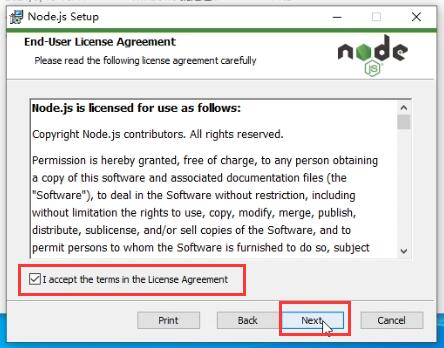 Node.js Setup
End-User License Agreement
Please read the following license agreement carefully
node
JS
Node.js is licensed for use as follows:
Copyright Node.js contributors. All rights reserved.
Permission is hereby granted, free of charge, to any person obtaining
a copy of this software and associated documentation files (the
"Software"), to deal in the Software without restriction, including
without limitation the rights to use, copy, modify, merge, publish,
distribute, sublicense, and/or sell copies of the Software, and to
permit persons to whom the Software is furnished to do so, subject
I accept the terms in the License Agreement
Print Back Next Cancel